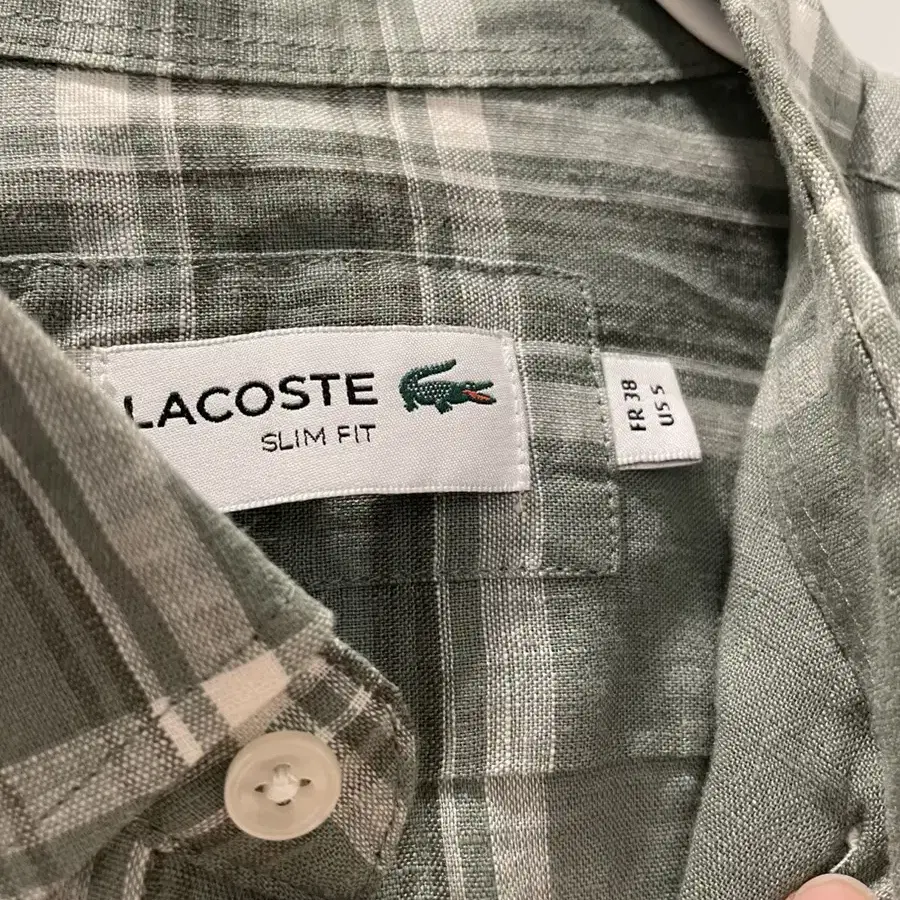 LACOSTE
SLIM FIT
FR 38
US S